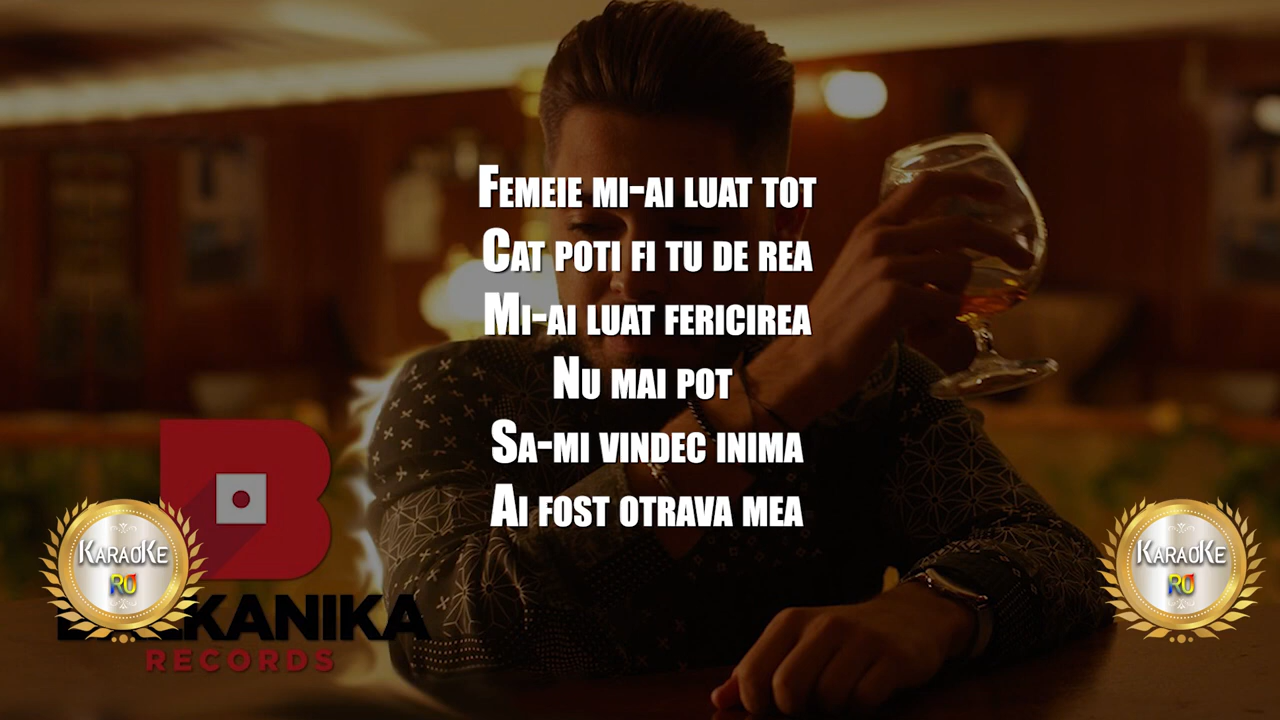 Femeie mi-ai luat tot
Cat poti fi tu de rea
Mi-ai luat fericirea
Nu mai pot
Sa-mi vindec inima
Ai fost otrava mea
KaraoKe
RO
KANIKA
RECORDS
KaraoKe
RO